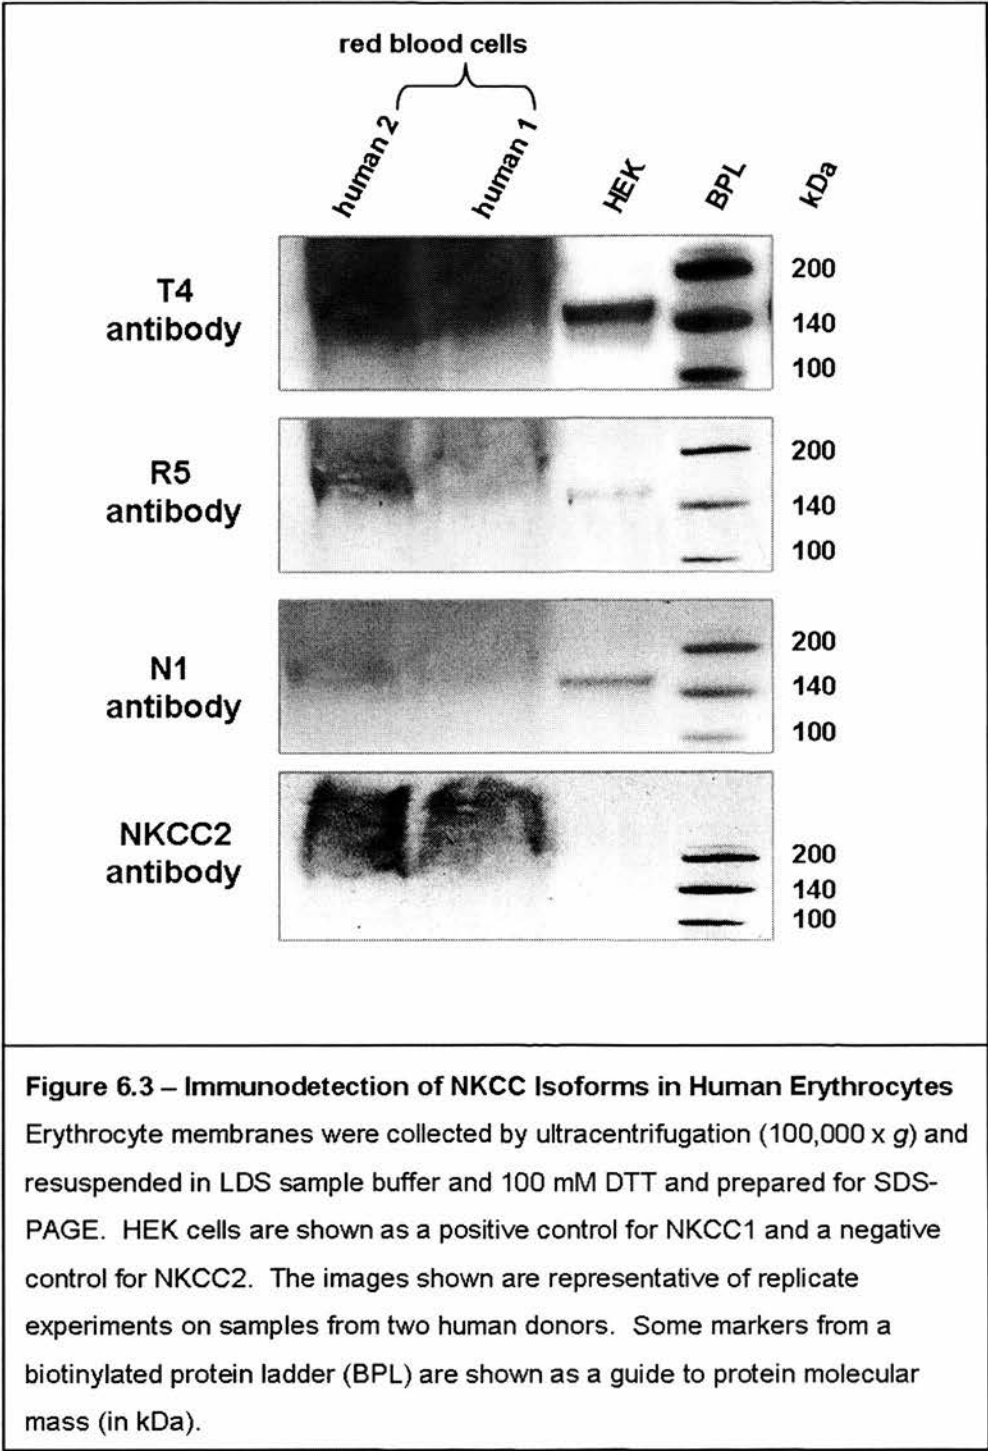 red blood cells
human 2
human 1
HEK
BPL
kDa
T4
antibody
200
140
100
R5
antibody
200
140
100
N1
antibody
200
140
100
NKCC2
antibody
200
140
100
Figure 6.3 – Immunodetection of NKCC Isoforms in Human Erythrocytes
Erythrocyte membranes were collected by ultracentrifugation (100,000 x g) and
resuspended in LDS sample buffer and 100 mM DTT and prepared for SDS-
PAGE. HEK cells are shown as a positive control for NKCC1 and a negative
control for NKCC2. The images shown are representative of replicate
experiments on samples from two human donors. Some markers from a
biotinylated protein ladder (BPL) are shown as a guide to protein molecular
mass (in kDa).